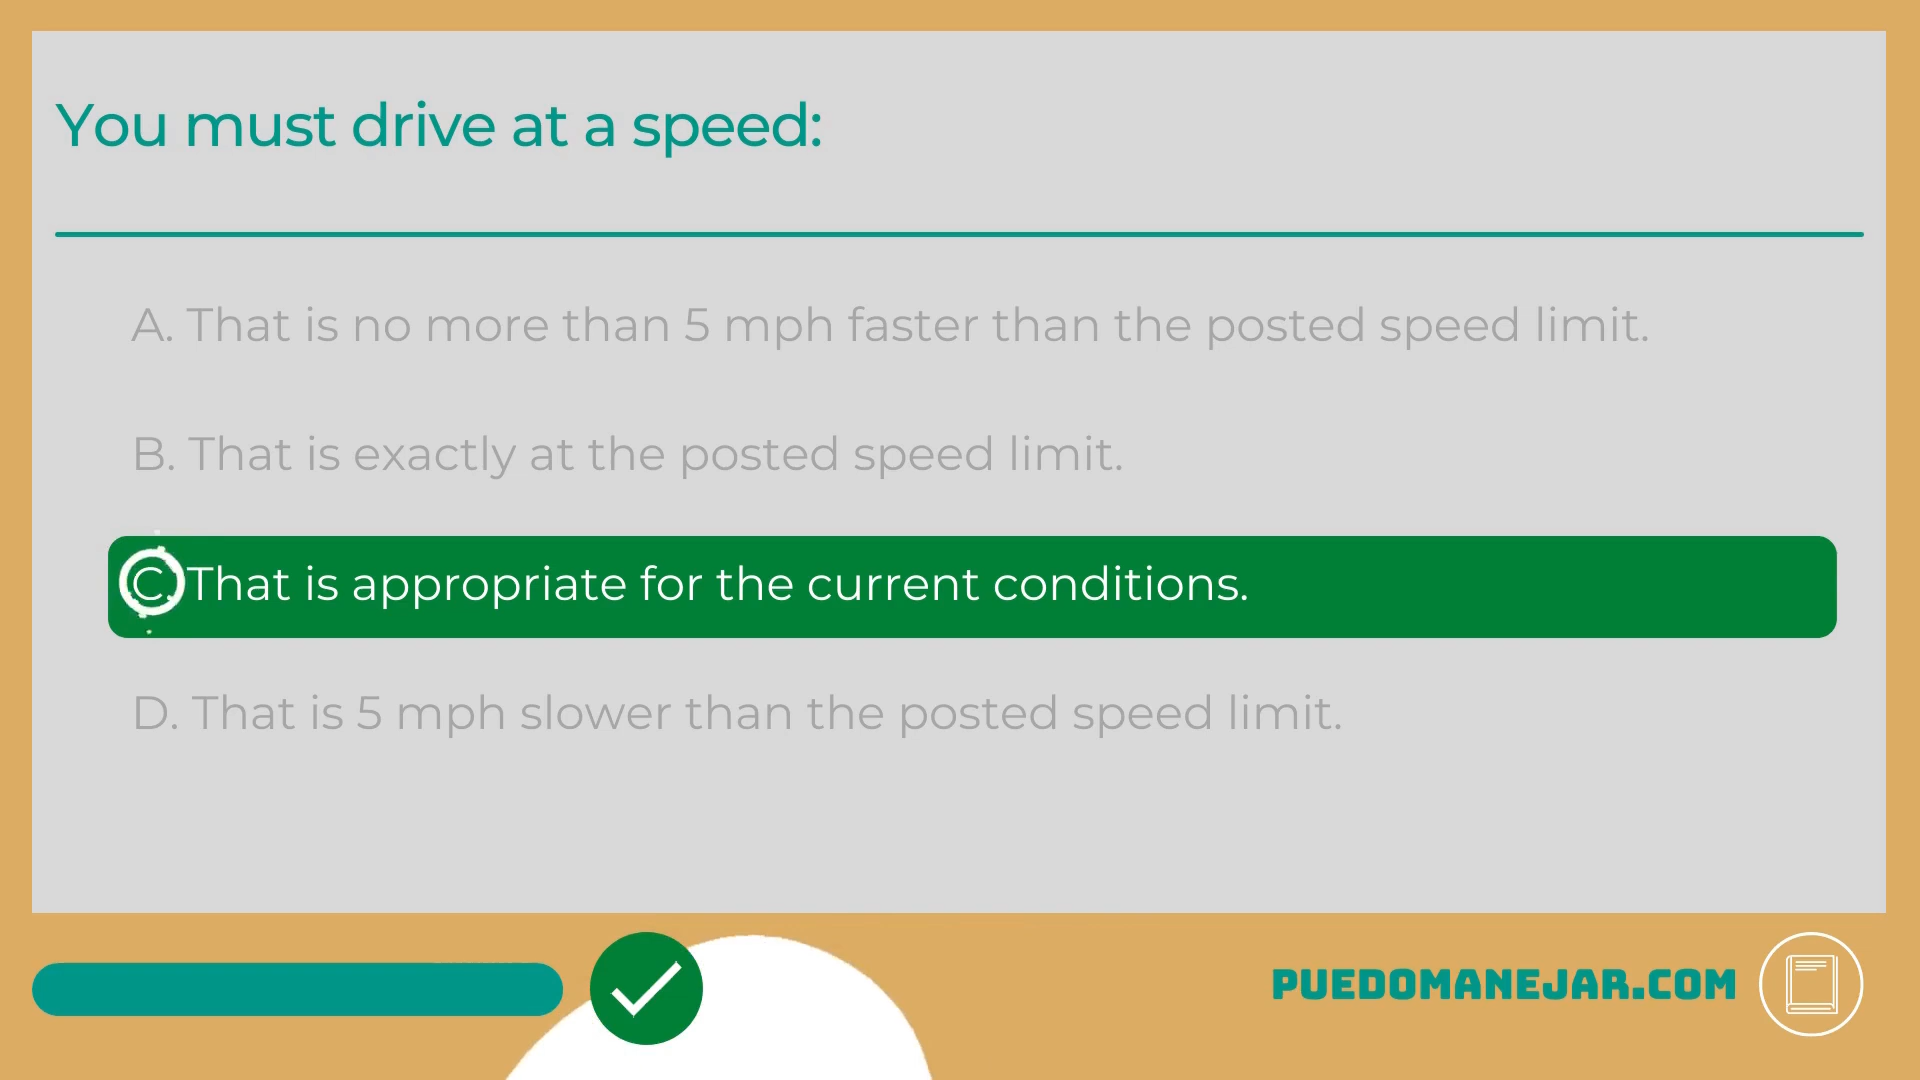 You must drive at a speed:
A. That is no more than 5 mph faster than the posted speed limit.
B. That is exactly at the posted speed limit.
C. That is appropriate for the current conditions.
D. That is 5 mph slower than the posted speed limit.
PUEDOMANEJAR.COM